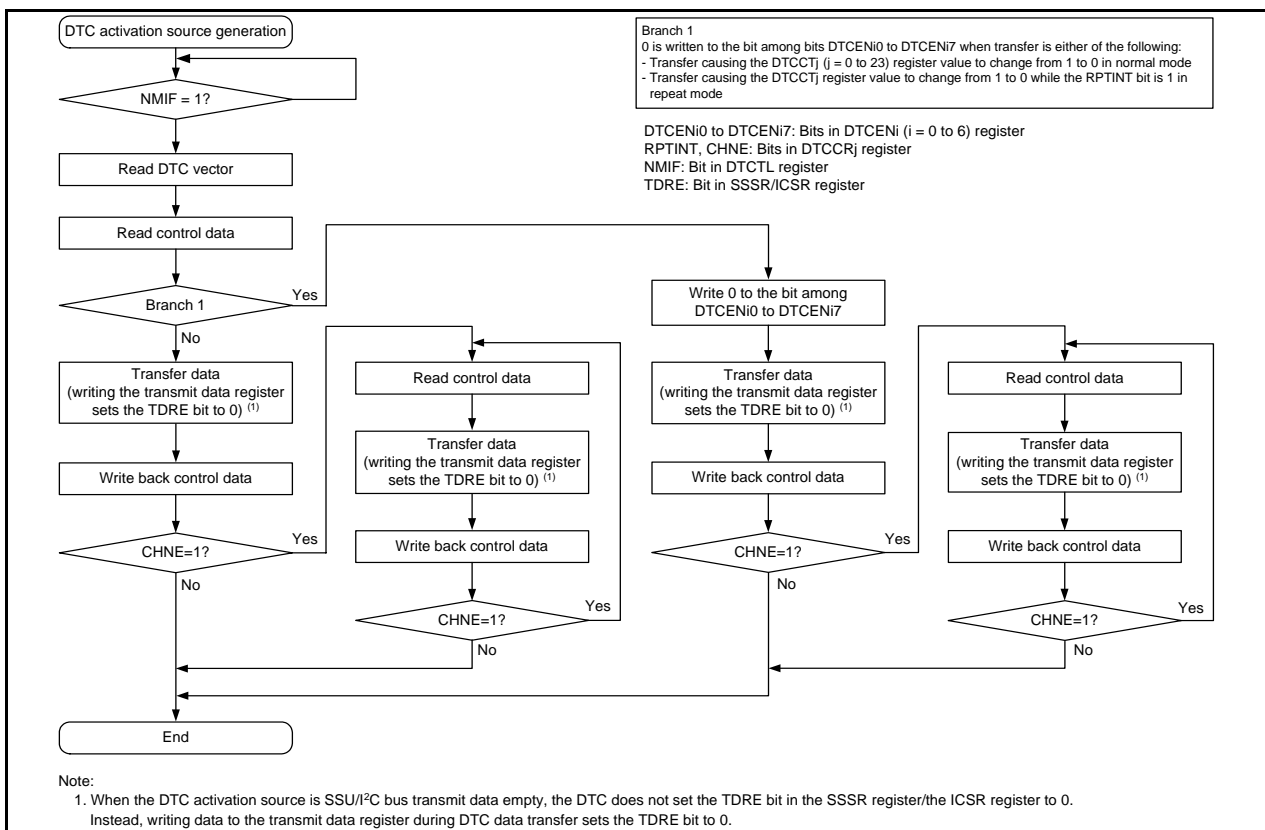 DTC activation source generation
NMIF = 1?
Read DTC vector
Read control data
Branch 1
Yes
No
Transfer data
(writing the transmit data register
sets the TDRE bit to 0) (1)
Write back control data
CHNE=1?
Yes
No
Read control data
Transfer data
(writing the transmit data register
sets the TDRE bit to 0) (1)
Write back control data
CHNE=1?
Yes
No
End
Branch 1
0 is written to the bit among bits DTCENi0 to DTCENi7 when transfer is either of the following:
- Transfer causing the DTCCTj (j = 0 to 23) register value to change from 1 to 0 in normal mode
- Transfer causing the DTCCTj register value to change from 1 to 0 while the RPTINT bit is 1 in
repeat mode
DTCENi0 to DTCENi7: Bits in DTCENi (i = 0 to 6) register
RPTINT, CHNE: Bits in DTCCRj register
NMIF: Bit in DTCTL register
TDRE: Bit in SSSR/ICSR register
Write 0 to the bit among
DTCENi0 to DTCENi7
Transfer data
(writing the transmit data register
sets the TDRE bit to 0) (1)
Write back control data
CHNE=1?
Yes
No
Read control data
Transfer data
(writing the transmit data register
sets the TDRE bit to 0) (1)
Write back control data
CHNE=1?
Yes
No
Note:
1. When the DTC activation source is SSU/I²C bus transmit data empty, the DTC does not set the TDRE bit in the SSSR register/the ICSR register to 0.
Instead, writing data to the transmit data register during DTC data transfer sets the TDRE bit to 0.